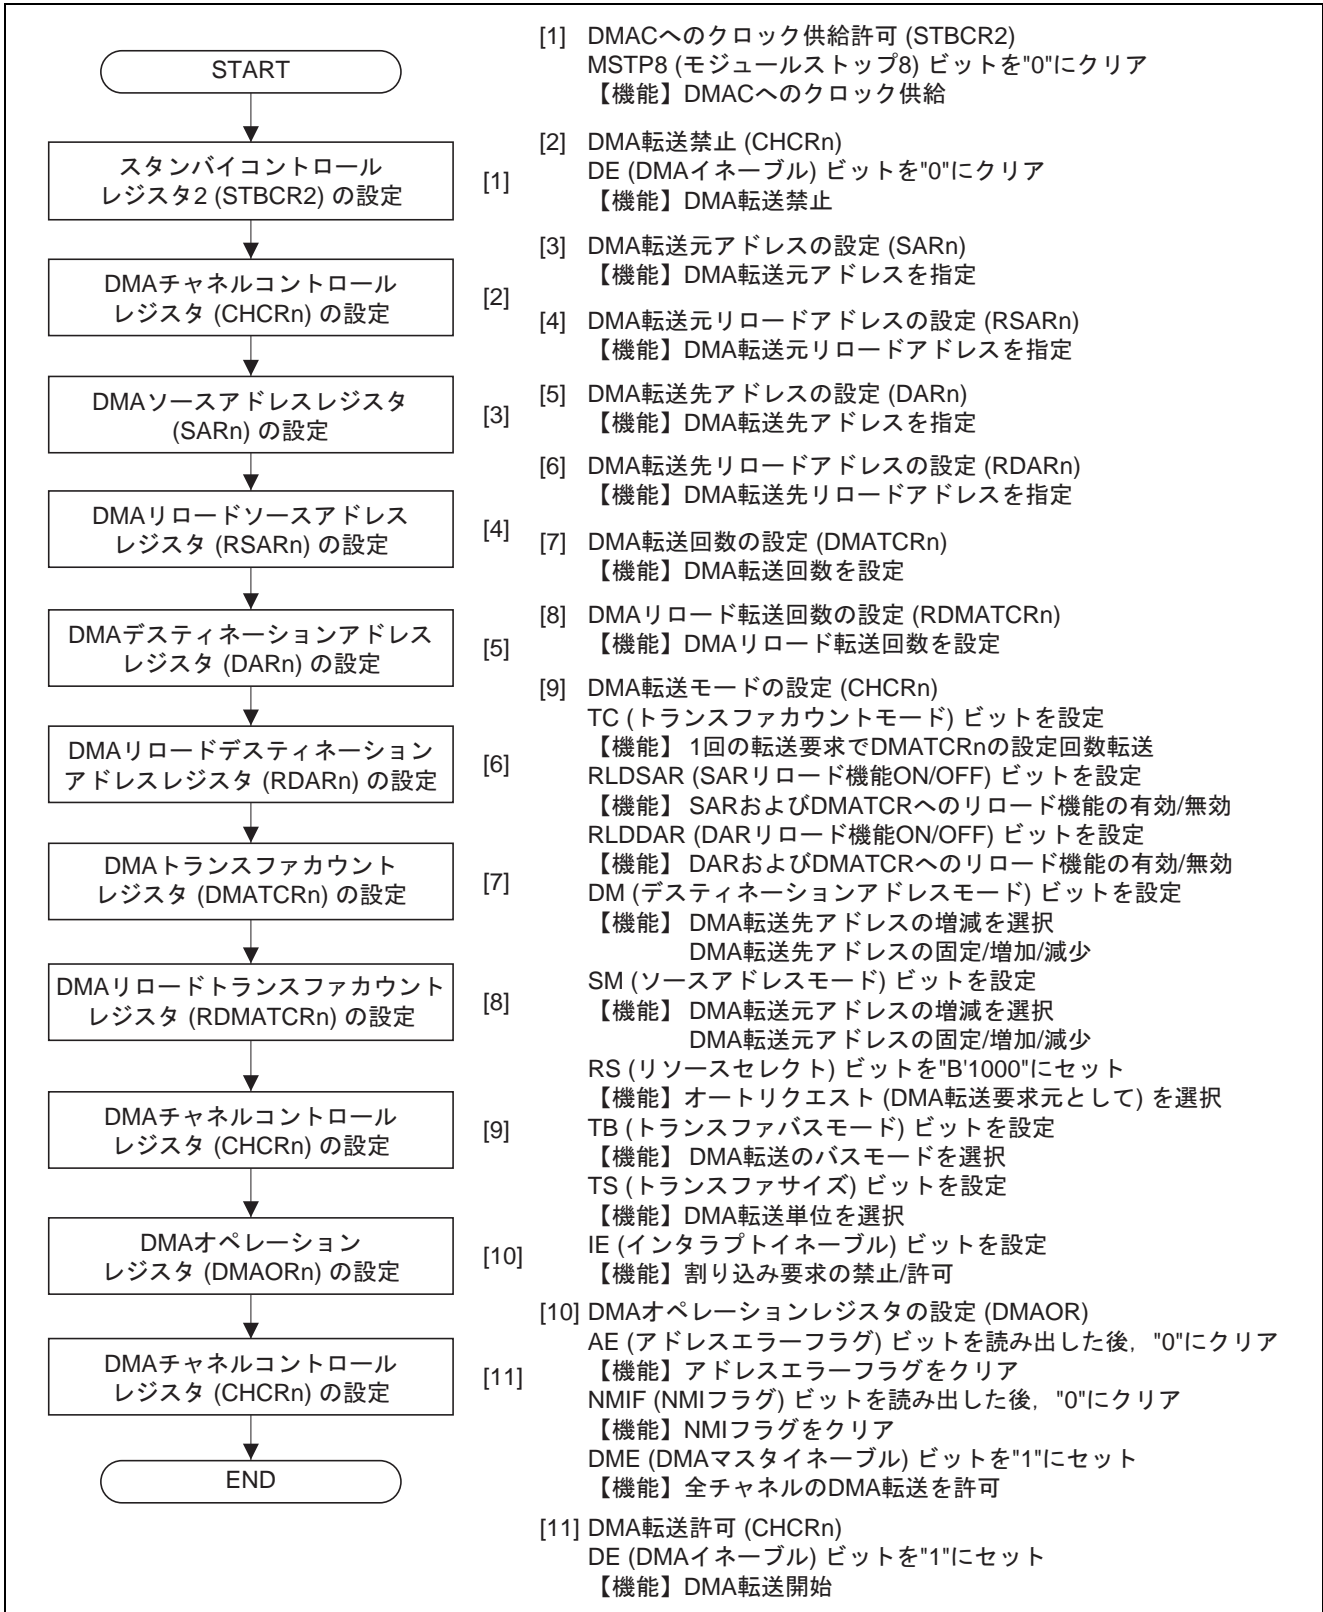 START
スタンバイコントロール
レジスタ2 (STBCR2) の設定
[1]
DMAチャネルコントロール
レジスタ (CHCRn) の設定
[2]
DMAソースアドレスレジスタ
(SARn) の設定
[3]
DMAリロードソースアドレス
レジスタ (RSARn) の設定
[4]
DMAデスティネーションアドレス
レジスタ (DARn) の設定
[5]
DMAリロードデスティネーション
アドレスレジスタ (RDARn) の設定
[6]
DMAトランスファカウント
レジスタ (DMATCRn) の設定
[7]
DMAリロードトランスファカウント
レジスタ (RDMATCRn) の設定
[8]
DMAチャネルコントロール
レジスタ (CHCRn) の設定
[9]
DMAオペレーション
レジスタ (DMAORn) の設定
[10]
DMAチャネルコントロール
レジスタ (CHCRn) の設定
[11]
END
[1] DMACへのクロック供給許可 (STBCR2)
MSTP8 (モジュールストップ8) ビットを"0"にクリア
【機能】DMACへのクロック供給
[2] DMA転送禁止 (CHCRn)
DE (DMAイネーブル) ビットを"0"にクリア
【機能】DMA転送禁止
[3] DMA転送元アドレスの設定 (SARn)
【機能】DMA転送元アドレスを指定
[4] DMA転送元リロードアドレスの設定 (RSARn)
【機能】DMA転送元リロードアドレスを指定
[5] DMA転送先アドレスの設定 (DARn)
【機能】DMA転送先アドレスを指定
[6] DMA転送先リロードアドレスの設定 (RDARn)
【機能】DMA転送先リロードアドレスを指定
[7] DMA転送回数の設定 (DMATCRn)
【機能】DMA転送回数を設定
[8] DMAリロード転送回数の設定 (RDMATCRn)
【機能】DMAリロード転送回数を設定
[9] DMA転送モードの設定 (CHCRn)
TC (トランスファカウントモード) ビットを設定
【機能】 1回の転送要求でDMATCRnの設定回数転送
RLDSAR (SARリロード機能ON/OFF) ビットを設定
【機能】 SARおよびDMATCRへのリロード機能の有効/無効
RLDDAR (DARリロード機能ON/OFF) ビットを設定
【機能】 DARおよびDMATCRへのリロード機能の有効/無効
DM (デスティネーションアドレスモード) ビットを設定
【機能】 DMA転送先アドレスの増減を選択
DMA転送先アドレスの固定/増加/減少
SM (ソースアドレスモード) ビットを設定
【機能】 DMA転送元アドレスの増減を選択
DMA転送元アドレスの固定/増加/減少
RS (リソースセレクト) ビットを"B'1000"にセット
【機能】オートリクエスト (DMA転送要求元として) を選択
TB (トランスファバスモード) ビットを設定
【機能】 DMA転送のバスモードを選択
TS (トランスファサイズ) ビットを設定
【機能】DMA転送単位を選択
IE (インタラプトイネーブル) ビットを設定
【機能】割り込み要求の禁止/許可
[10] DMAオペレーションレジスタの設定 (DMAOR)
AE (アドレスエラーフラグ) ビットを読み出した後，"0"にクリア
【機能】アドレスエラーフラグをクリア
NMIF (NMIフラグ) ビットを読み出した後，"0"にクリア
【機能】NMIフラグをクリア
DME (DMAマスタイネーブル) ビットを"1"にセット
【機能】全チャネルのDMA転送を許可
[11] DMA転送許可 (CHCRn)
DE (DMAイネーブル) ビットを"1"にセット
【機能】DMA転送開始